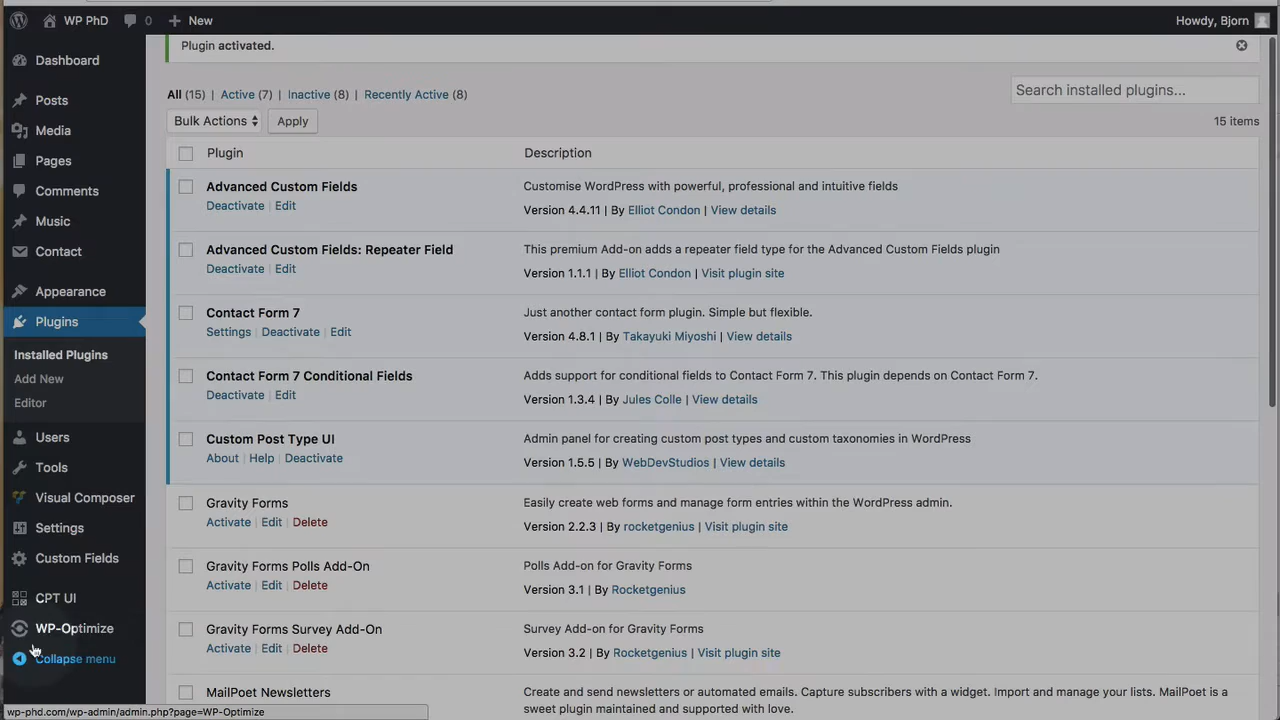 WP PhD 0 New Howdy, Bjorn
Plugin activated.
Dashboard
Posts
Media
Pages
Comments
Music
Contact
Appearance
Plugins
Installed Plugins
Add New
Editor
Users
Tools
Visual Composer
Settings
Custom Fields
CPT UI
WP-Optimize
Collapse menu
All (15) | Active (7) | Inactive (8) | Recently Active (8)
Search installed plugins...
Bulk Actions Apply
15 items
Plugin Description
Advanced Custom Fields
Deactivate | Edit
Customise WordPress with powerful, professional and intuitive fields
Version 4.4.11 | By Elliot Condon | View details
Advanced Custom Fields: Repeater Field
Deactivate | Edit
This premium Add-on adds a repeater field type for the Advanced Custom Fields plugin
Version 1.1.1 | By Elliot Condon | Visit plugin site
Contact Form 7
Settings | Deactivate | Edit
Just another contact form plugin. Simple but flexible.
Version 4.8.1 | By Takayuki Miyoshi | View details
Contact Form 7 Conditional Fields
Deactivate | Edit
Adds support for conditional fields to Contact Form 7. This plugin depends on Contact Form 7.
Version 1.3.4 | By Jules Colle | View details
Custom Post Type UI
About | Help | Deactivate
Admin panel for creating custom post types and custom taxonomies in WordPress
Version 1.5.5 | By WebDevStudios | View details
Gravity Forms
Activate | Edit | Delete
Easily create web forms and manage form entries within the WordPress admin.
Version 2.2.3 | By rocketgenius | Visit plugin site
Gravity Forms Polls Add-On
Activate | Edit | Delete
Polls Add-on for Gravity Forms
Version 3.1 | By Rocketgenius
Gravity Forms Survey Add-On
Activate | Edit | Delete
Survey Add-on for Gravity Forms
Version 3.2 | By Rocketgenius | Visit plugin site
MailPoet Newsletters
Create and send newsletters or automated emails. Capture subscribers with a widget. Import and manage your lists. MailPoet is a
sweet plugin maintained and supported with love.
wp-phd.com/wp-admin/admin.php?page=WP-Optimize